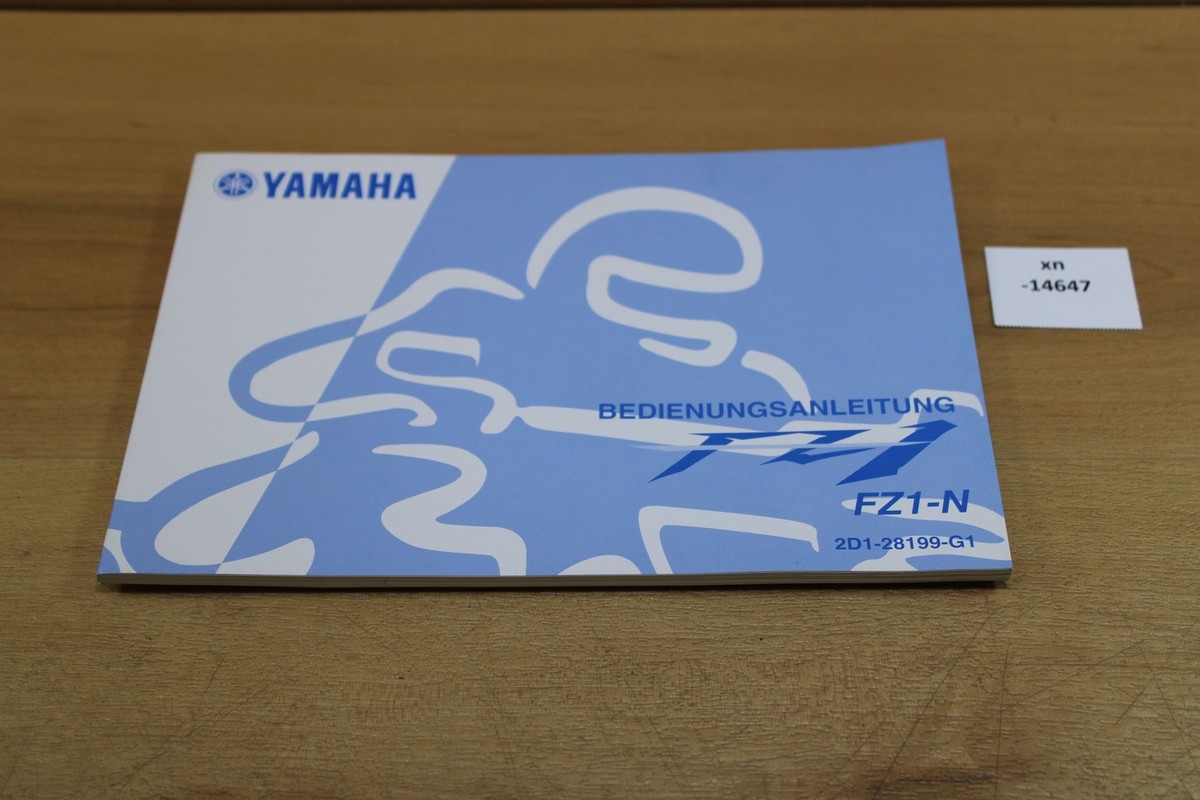 YAMAHA
BEDIENUNGSANLEITUNG
FZ1
FZ1-N
2D1-28199-G1
xn
-14647